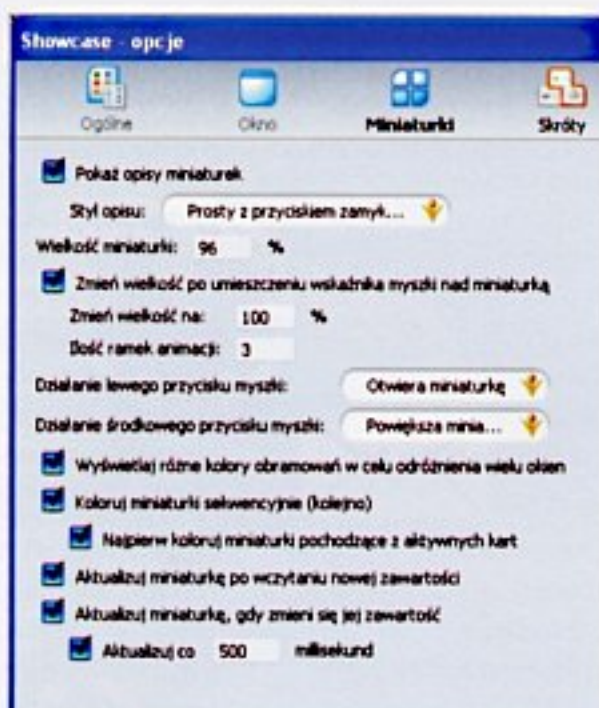 Showcase - opcje
Ogólne Okno Miniaturki Skróty
Pokaż opisy miniaturek
Styl opisu: Prosty z przyciskiem zamyk...
Wielkość miniaturki: 96 %
Zmień wielkość po umieszczeniu wskaźnika myszki nad miniaturką
Zmień wielkość na: 100 %
Ilość ramek animacji: 3
Działanie lewego przycisku myszki: Otwiera miniaturkę
Działanie środkowego przycisku myszki: Powiększa minia...
Wyświetlaj różne kolory obramowań w celu odróżnienia wielu okien
Koloruj miniaturki sekwencyjnie (kolejno)
Najpierw koloruj miniaturki pochodzące z aktywnych kart
Aktualizuj miniaturkę po wczytaniu nowej zawartości
Aktualizuj miniaturkę, gdy zmieni się jej zawartość
Aktualizuj co 500 milisekund